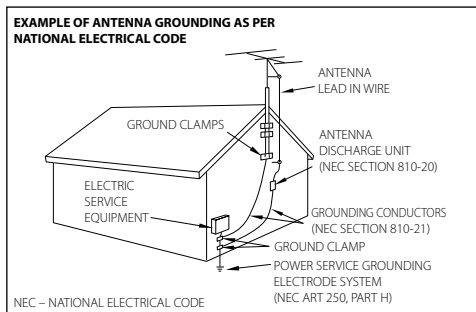 EXAMPLE OF ANTENNA GROUNDING AS PER
NATIONAL ELECTRICAL CODE
ANTENNA
LEAD IN WIRE
GROUND CLAMPS
ANTENNA
DISCHARGE UNIT
(NEC SECTION 810-20)
ELECTRIC
SERVICE
EQUIPMENT
GROUNDING CONDUCTORS
(NEC SECTION 810-21)
GROUND CLAMP
POWER SERVICE GROUNDING
ELECTRODE SYSTEM
(NEC ART 250, PART H)
NEC – NATIONAL ELECTRICAL CODE